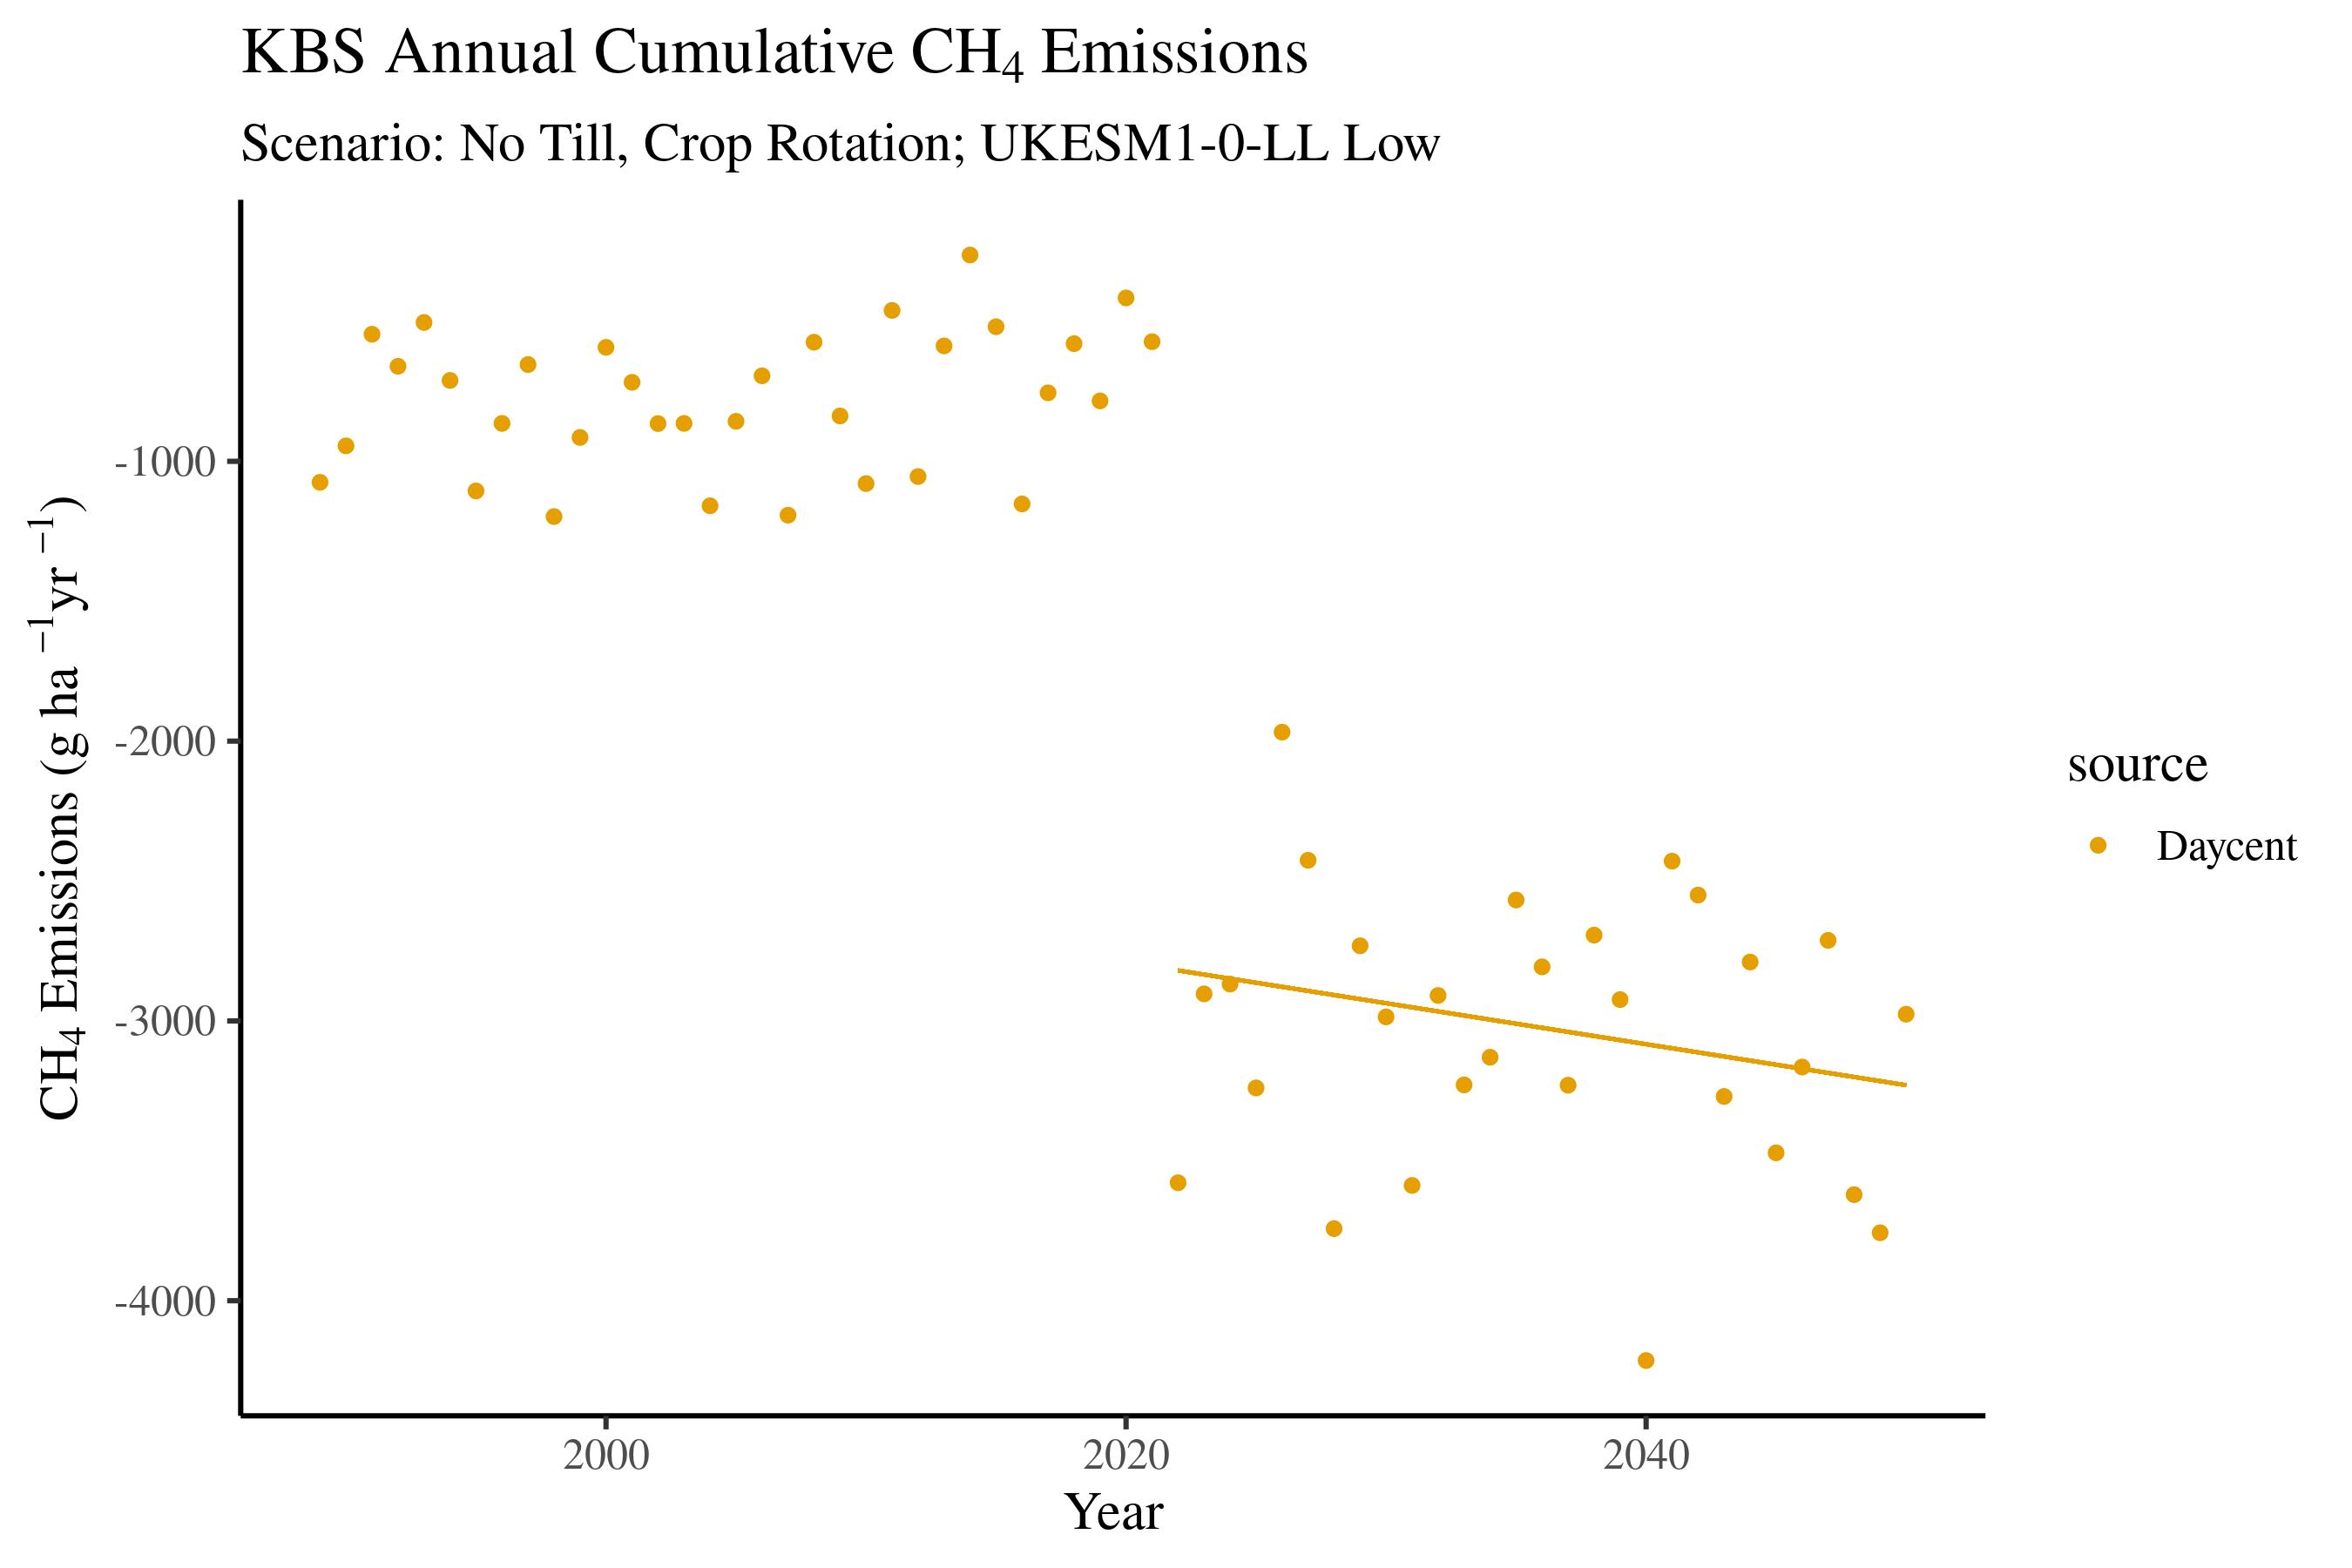 KBS Annual Cumulative CH₄ Emissions
Scenario: No Till, Crop Rotation; UKESM1-0-LL Low
CH₄ Emissions (g ha⁻¹yr⁻¹)
-1000
-2000
-3000
-4000
2000
2020
2040
Year
source
Daycent